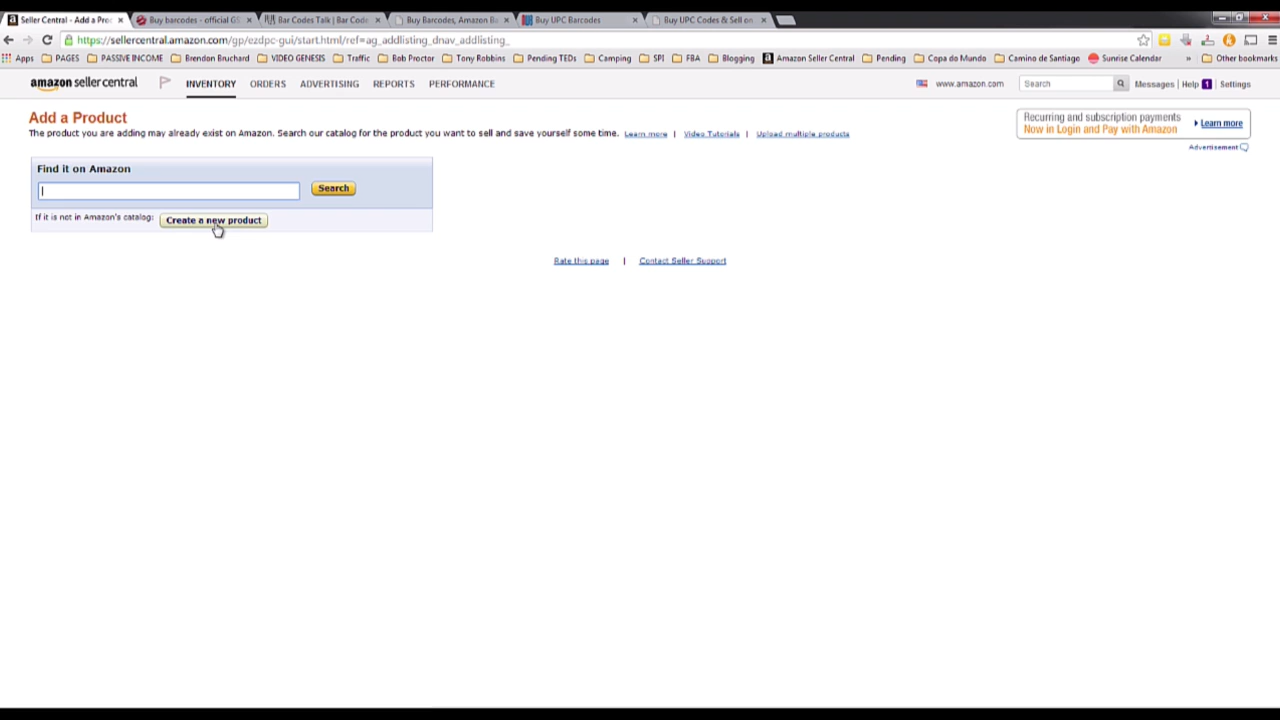 Seller Central - Add a Proc
Buy barcodes - official GS
Bar Codes Talk | Bar Code
Buy Barcodes, Amazon Ba
Buy UPC Barcodes
Buy UPC Codes & Sell on
https://sellercentral.amazon.com/gp/ezdpc-gui/start.html/ref=ag_addlisting_dnav_addlisting_
Apps PAGES PASSIVE INCOME Brendon Bruchard VIDEO GENESIS Traffic Bob Proctor Tony Robbins Pending TEDs Camping SPI FBA Blogging Amazon Seller Central Pending Copa do Mundo Camino de Santiago Sunrise Calendar » Other bookmarks
amazon seller central INVENTORY ORDERS ADVERTISING REPORTS PERFORMANCE www.amazon.com Search Messages | Help 1 | Settings
Add a Product
The product you are adding may already exist on Amazon. Search our catalog for the product you want to sell and save yourself some time. Learn more | Video Tutorials | Upload multiple products
Recurring and subscription payments
Now in Login and Pay with Amazon
Learn more
Advertisement
Find it on Amazon
Search
If it is not in Amazon's catalog: Create a new product
Rate this page | Contact Seller Support